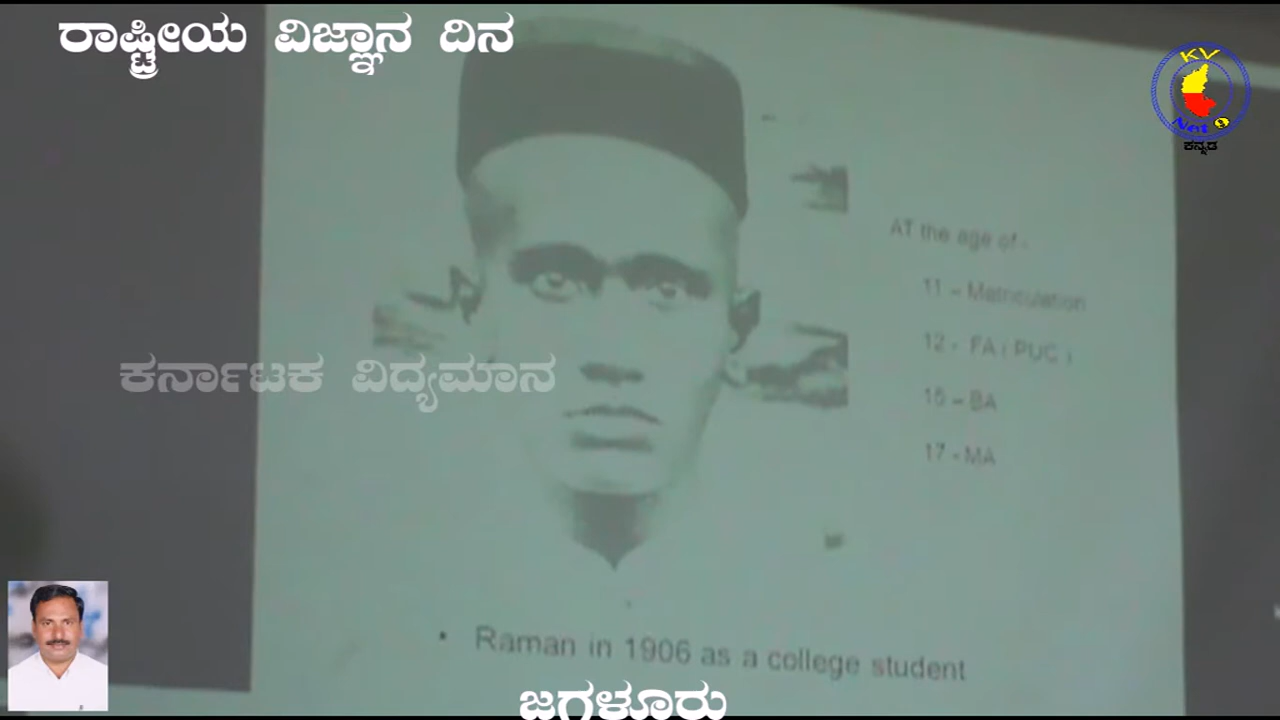 ರಾಷ್ಟ್ರೀಯ ವಿಜ್ಞಾನ ದಿನ
KV
Net 9
ಕನ್ನಡ
AT the age of -
11 - Matriculation
12 - FA ( PUC )
15 - BA
17 - MA
ಕರ್ನಾಟಕ ವಿದ್ಯಮಾನ
• Raman in 1906 as a college student
ಜಗಳೂರು